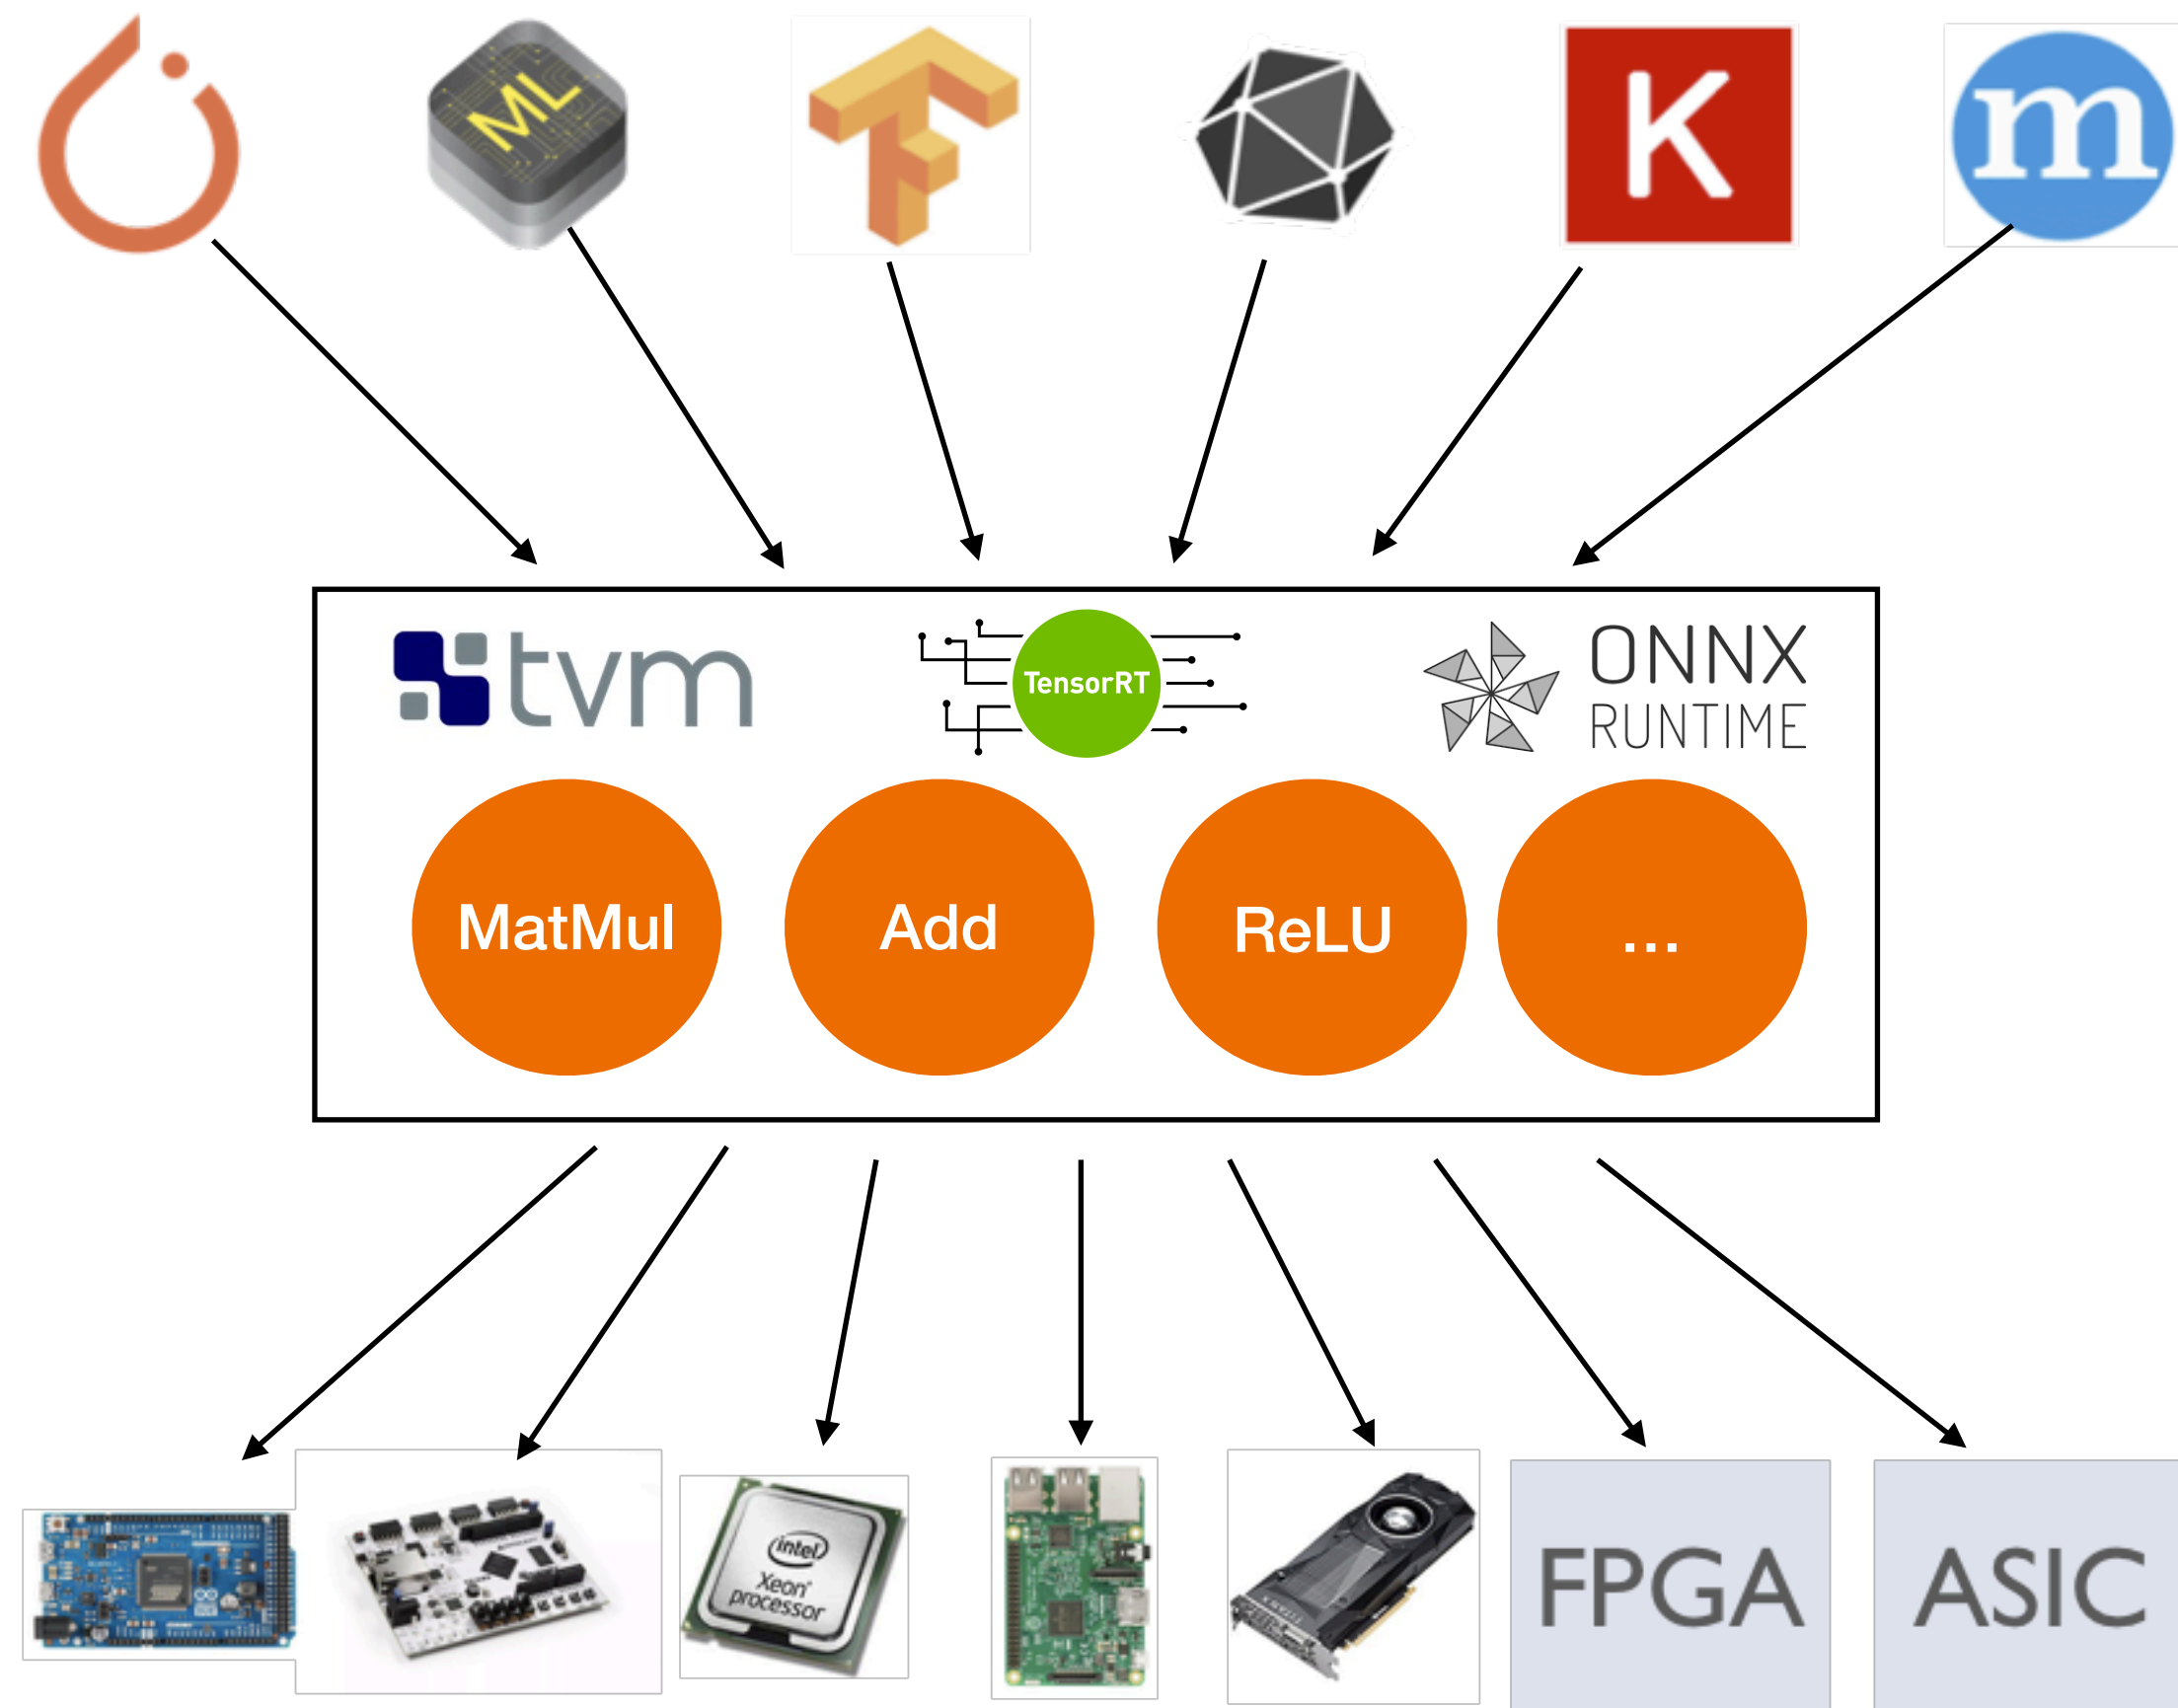 ML
K
m
tvm
TensorRT
ONNX
RUNTIME
MatMul
Add
ReLU
...
intel
Xeon®
processor
FPGA
ASIC